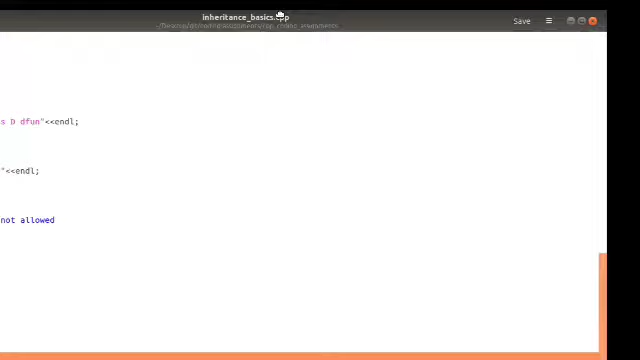 inheritance_basics.cpp
Save
s D dfun"<<endl;
"<<endl;
not allowed